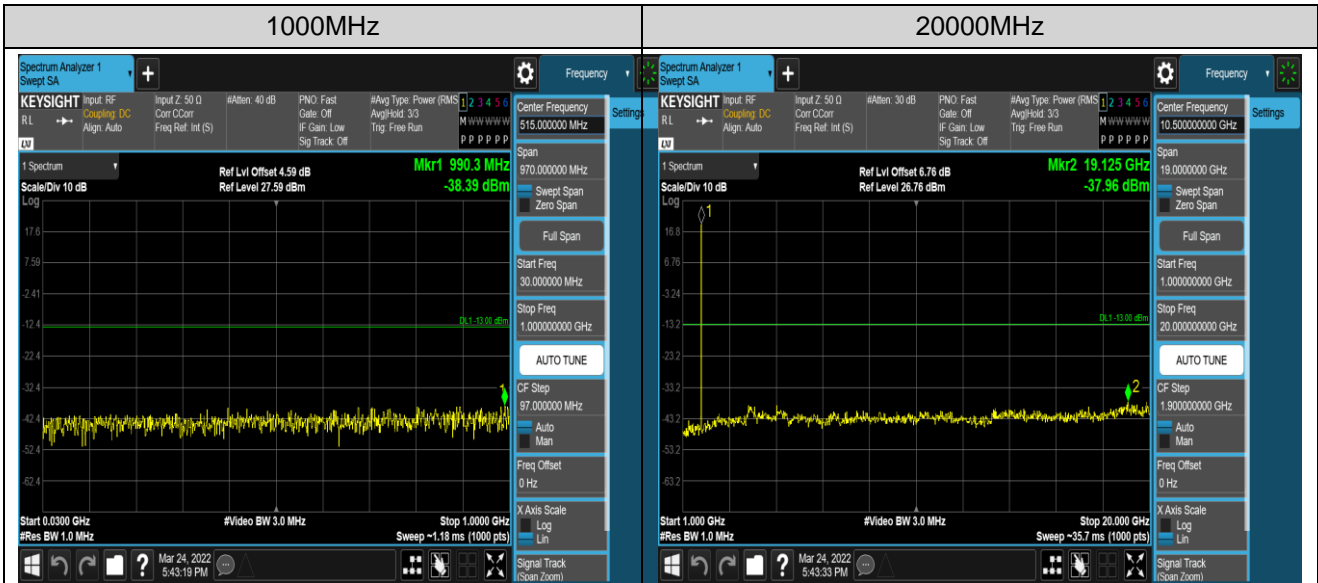 1000MHz
20000MHz
Spectrum Analyzer 1
Swept SA
+
Frequency
KEYSIGHT
RL
LXI
Input: RF
Coupling: DC
Align: Auto
Input Z: 50 Ω
Corr CCorr
Freq Ref: Int (S)
#Atten: 40 dB
PNO: Fast
Gate: Off
IF Gain: Low
Sig Track: Off
#Avg Type: Power (RMS
Avg|Hold: 3/3
Trig: Free Run
1 2 3 4 5 6
M W W W W W
P P P P P P
1 Spectrum
Scale/Div 10 dB
Log
Ref Lvl Offset 4.59 dB
Ref Level 27.59 dBm
Mkr1 990.3 MHz
-38.39 dBm
17.6
7.59
-2.41
-12.4
DL1 -13.00 dBm
-22.4
-32.4
1
-42.4
-52.4
-62.4
Start 0.0300 GHz
#Res BW 1.0 MHz
#Video BW 3.0 MHz
Stop 1.0000 GHz
Sweep ~1.18 ms (1000 pts)
?
Mar 24, 2022
5:43:19 PM
Center Frequency
515.000000 MHz
Settings
Span
970.000000 MHz
Swept Span
Zero Span
Full Span
Start Freq
30.000000 MHz
Stop Freq
1.000000000 GHz
AUTO TUNE
CF Step
97.000000 MHz
Auto
Man
Freq Offset
0 Hz
X Axis Scale
Log
Lin
Signal Track
(Span Zoom)
Spectrum Analyzer 1
Swept SA
+
Frequency
KEYSIGHT
RL
LXI
Input: RF
Coupling: DC
Align: Auto
Input Z: 50 Ω
Corr CCorr
Freq Ref: Int (S)
#Atten: 30 dB
PNO: Fast
Gate: Off
IF Gain: Low
Sig Track: Off
#Avg Type: Power (RMS
Avg|Hold: 3/3
Trig: Free Run
1 2 3 4 5 6
M W W W W W
P P P P P P
1 Spectrum
Scale/Div 10 dB
Log
Ref Lvl Offset 6.76 dB
Ref Level 26.76 dBm
Mkr2 19.125 GHz
-37.96 dBm
1
16.8
6.76
-3.24
-13.2
DL1 -13.00 dBm
-23.2
-33.2
2
-43.2
-53.2
-63.2
Start 1.000 GHz
#Res BW 1.0 MHz
#Video BW 3.0 MHz
Stop 20.000 GHz
Sweep ~35.7 ms (1000 pts)
?
Mar 24, 2022
5:43:33 PM
Center Frequency
10.500000000 GHz
Settings
Span
19.0000000 GHz
Swept Span
Zero Span
Full Span
Start Freq
1.000000000 GHz
Stop Freq
20.000000000 GHz
AUTO TUNE
CF Step
1.900000000 GHz
Auto
Man
Freq Offset
0 Hz
X Axis Scale
Log
Lin
Signal Track
(Span Zoom)